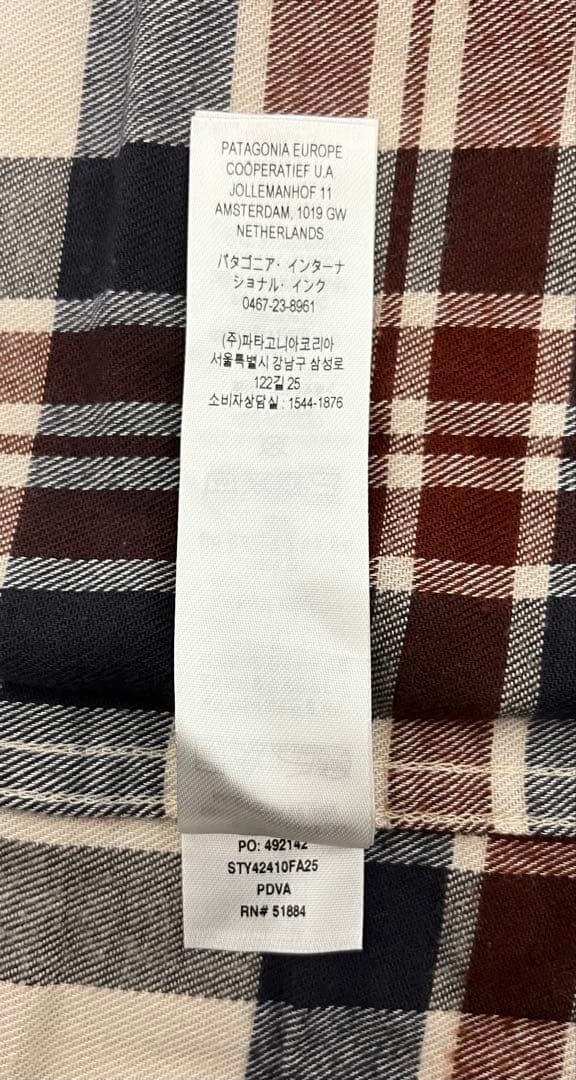 PATAGONIA EUROPE
COÖPERATIEF U.A
JOLLEMANHOF 11
AMSTERDAM, 1019 GW
NETHERLANDS
パタゴニア・インターナ
ショナル・インク
0467-23-8961
(주)파타고니아코리아
서울특별시 강남구 삼성로
122길 25
소비자상담실 : 1544-1876
PO: 492142
STY42410FA25
PDVA
RN# 51884